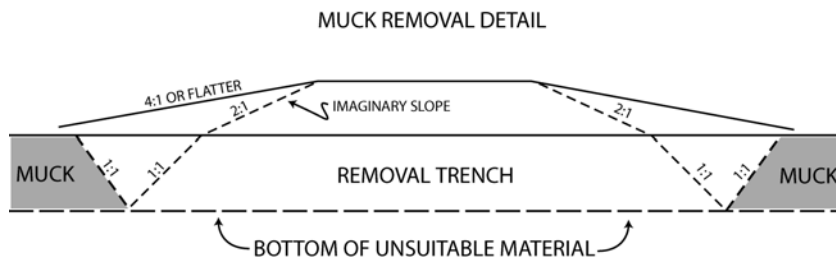 MUCK REMOVAL DETAIL
4:1 OR FLATTER
2:1
IMAGINARY SLOPE
2:1
MUCK
1:1
1:1
REMOVAL TRENCH
1:1
1:1
MUCK
BOTTOM OF UNSUITABLE MATERIAL